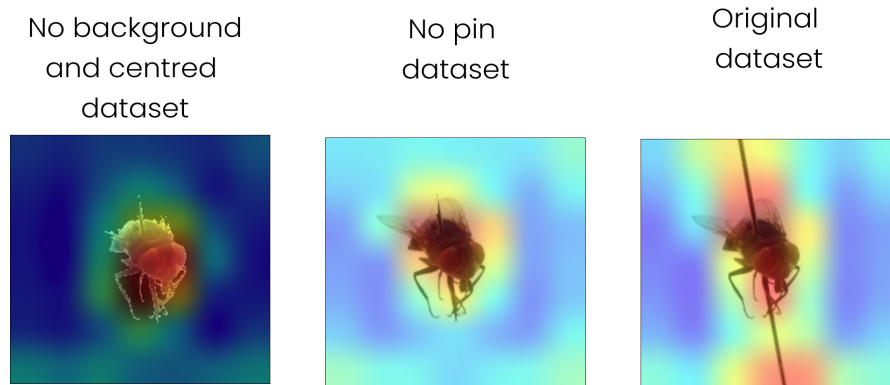 No background
and centred
dataset
No pin
dataset
Original
dataset